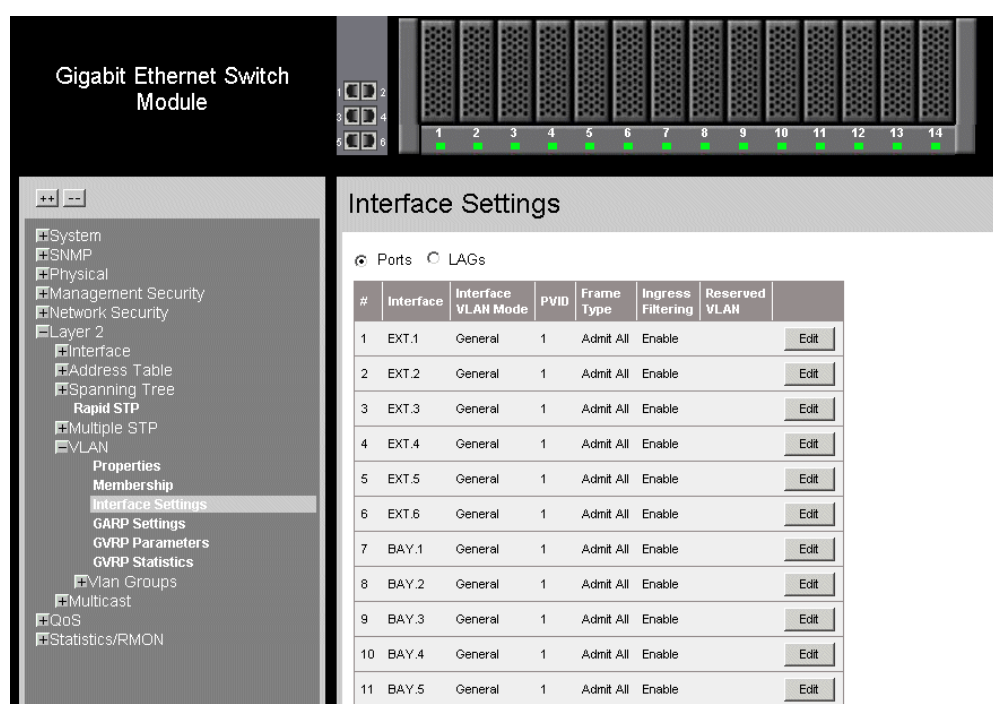 Gigabit Ethernet Switch
Module
1 2
3 4
5 6
1 2 3 4 5 6 7 8 9 10 11 12 13 14
++ --
System
SNMP
Physical
Management Security
Network Security
Layer 2
Interface
Address Table
Spanning Tree
Rapid STP
Multiple STP
VLAN
Properties
Membership
Interface Settings
GARP Settings
GVRP Parameters
GVRP Statistics
Vlan Groups
Multicast
QoS
Statistics/RMON
Interface Settings
Ports LAGs
# Interface Interface VLAN Mode PVID Frame Type Ingress Filtering Reserved VLAN
1 EXT.1 General 1 Admit All Enable Edit
2 EXT.2 General 1 Admit All Enable Edit
3 EXT.3 General 1 Admit All Enable Edit
4 EXT.4 General 1 Admit All Enable Edit
5 EXT.5 General 1 Admit All Enable Edit
6 EXT.6 General 1 Admit All Enable Edit
7 BAY.1 General 1 Admit All Enable Edit
8 BAY.2 General 1 Admit All Enable Edit
9 BAY.3 General 1 Admit All Enable Edit
10 BAY.4 General 1 Admit All Enable Edit
11 BAY.5 General 1 Admit All Enable Edit